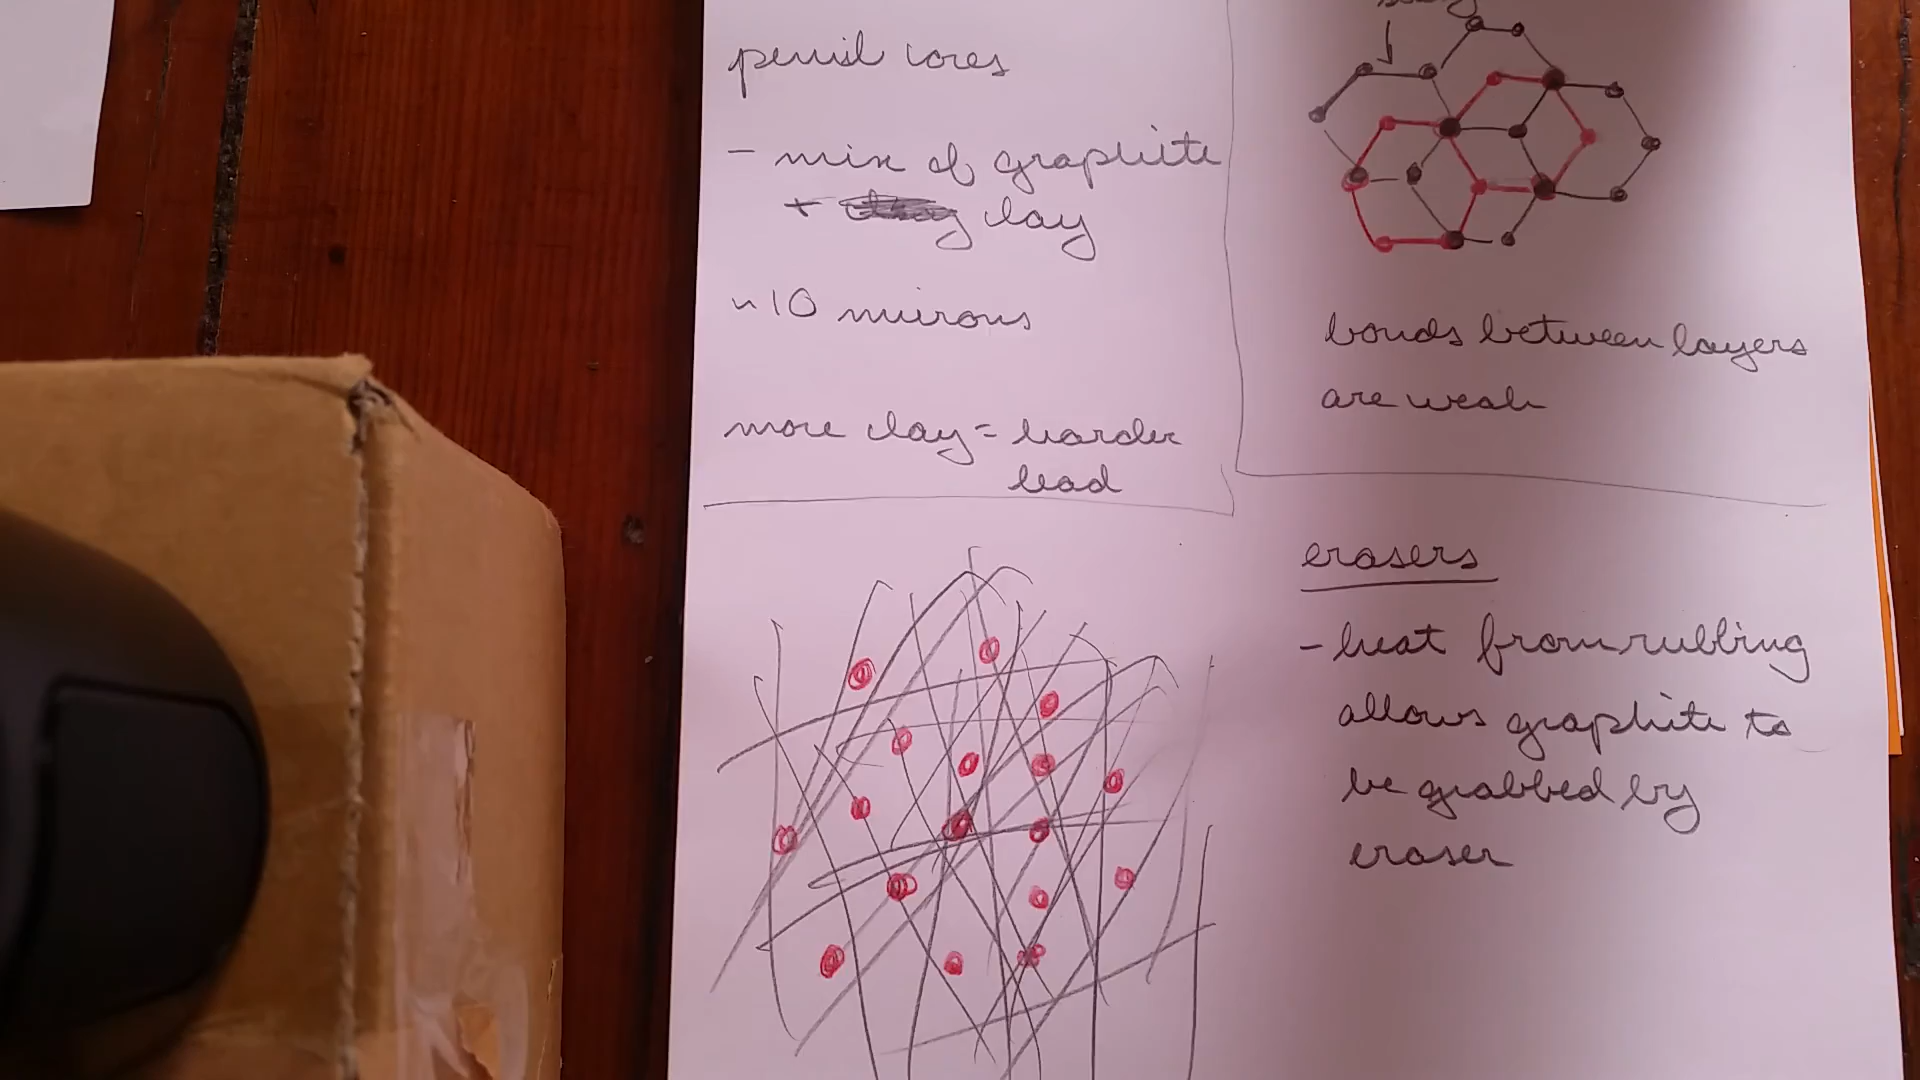 pencil cores
- mix of graphite
+ clay
~10 microns
more clay = harder
lead
bonds between layers
are weak
erasers
- heat from rubbing
allows graphite to
be grabbed by
eraser